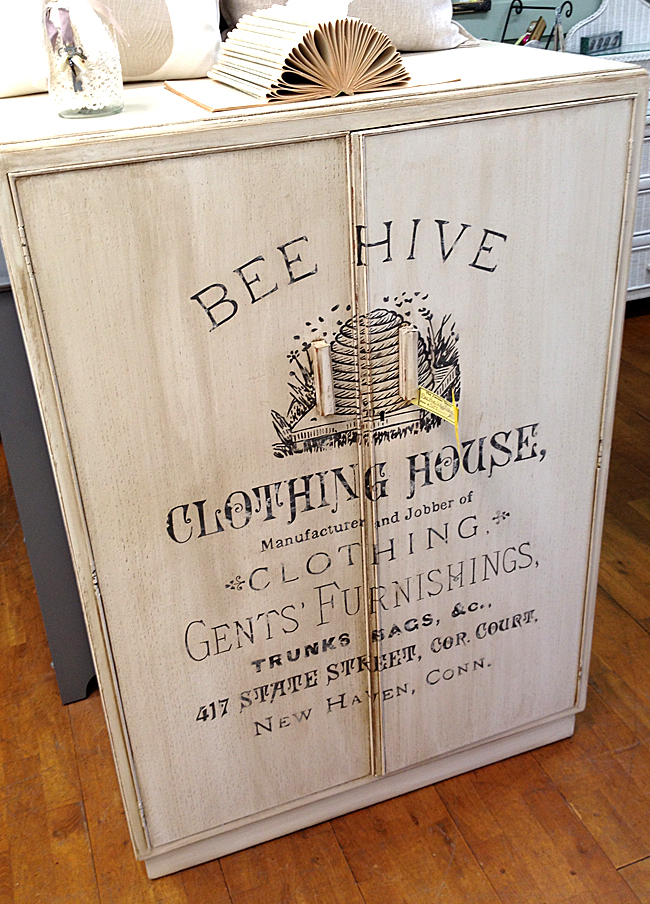 BEE HIVE
CLOTHING HOUSE,
Manufacturer and Jobber of
CLOTHING,
GENTS' FURNISHINGS,
TRUNKS BAGS, &c.,
417 STATE STREET, COR. COURT,
NEW HAVEN, CONN.